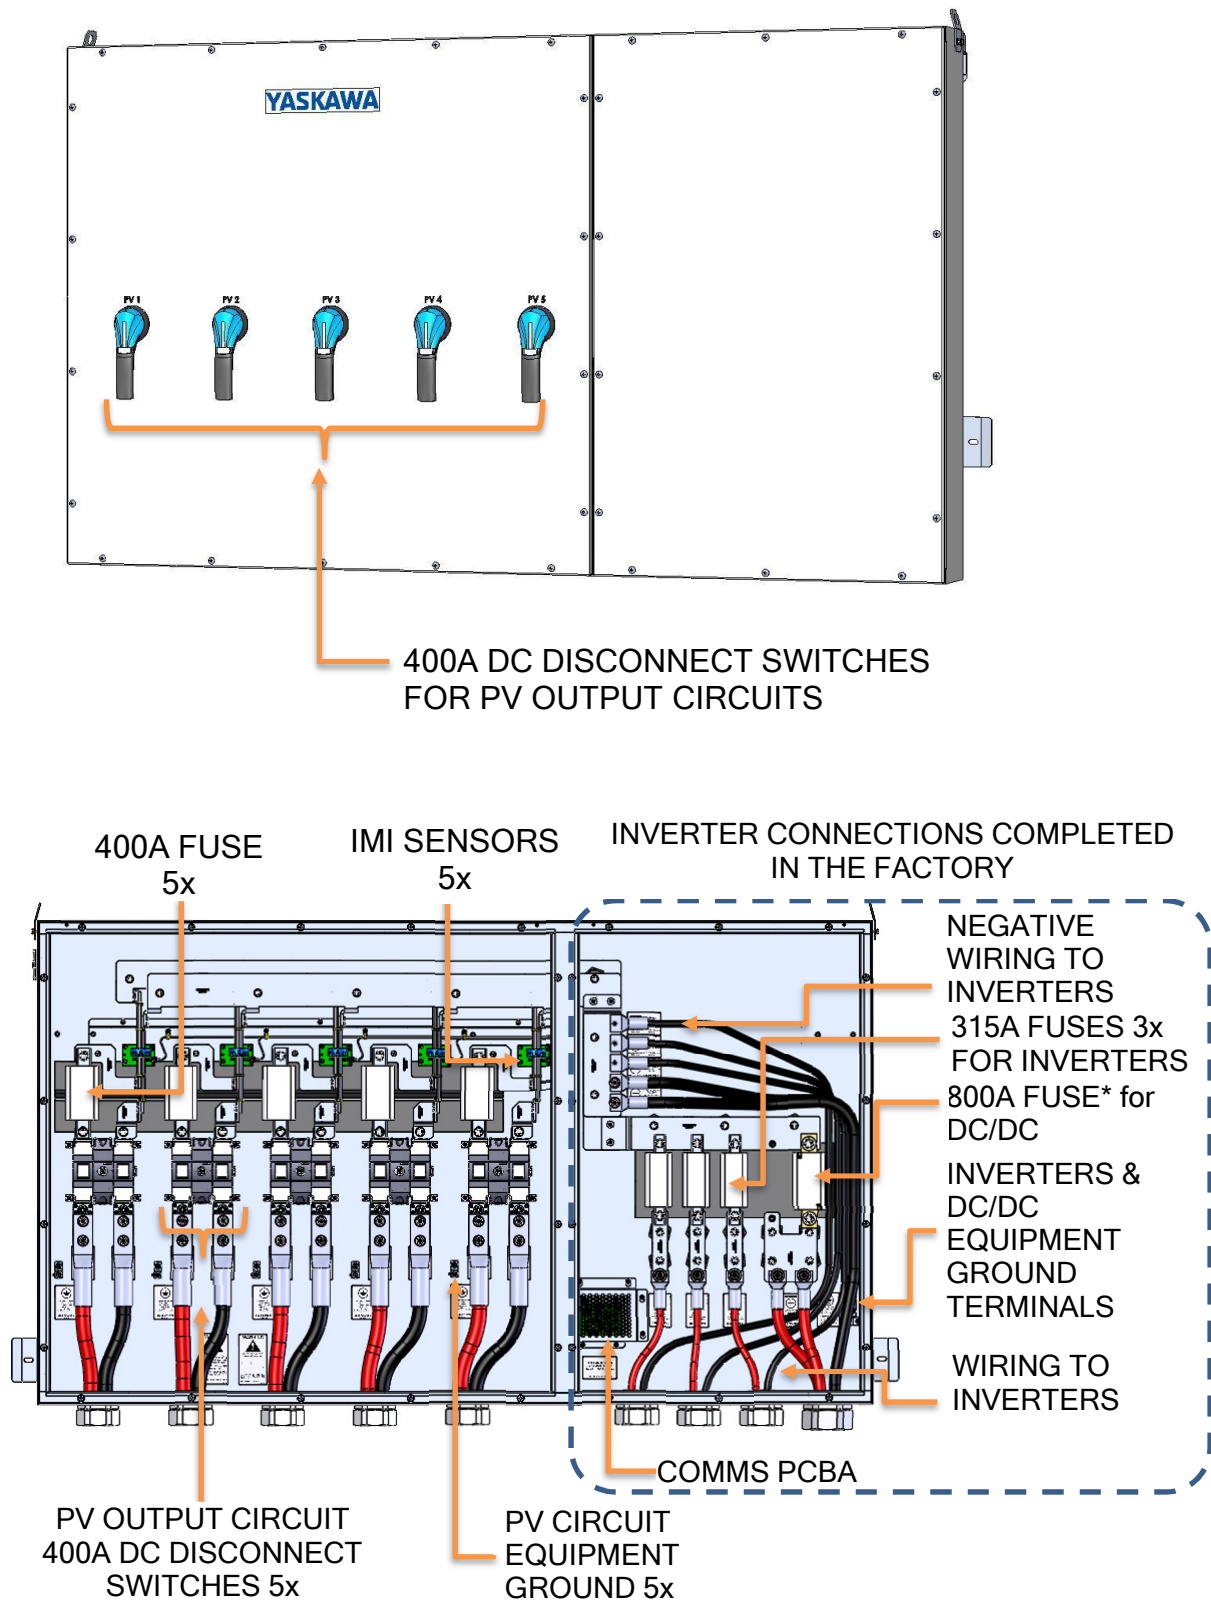 YASKAWA
PV 1
PV 2
PV 3
PV 4
PV 5
400A DC DISCONNECT SWITCHES
FOR PV OUTPUT CIRCUITS
400A FUSE
5x
IMI SENSORS
5x
INVERTER CONNECTIONS COMPLETED
IN THE FACTORY
NEGATIVE
WIRING TO
INVERTERS
315A FUSES 3x
FOR INVERTERS
800A FUSE* for
DC/DC
INVERTERS &
DC/DC
EQUIPMENT
GROUND
TERMINALS
WIRING TO
INVERTERS
COMMS PCBA
PV OUTPUT CIRCUIT
400A DC DISCONNECT
SWITCHES 5x
PV CIRCUIT
EQUIPMENT
GROUND 5x